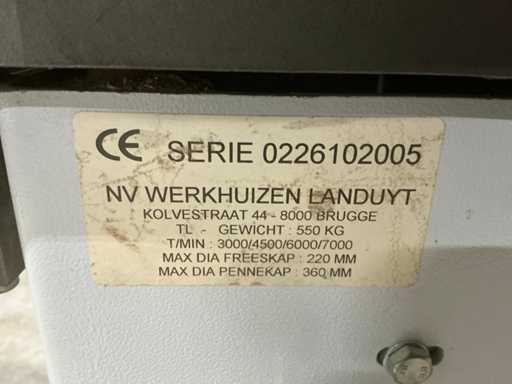 CE SERIE 0226102005
NV WERKHUIZEN LANDUYT
KOLVESTRAAT 44 - 8000 BRUGGE
TL - GEWICHT : 550 KG
T/MIN : 3000/4500/6000/7000
MAX DIA FREESKAP : 220 MM
MAX DIA PENNEKAP : 360 MM